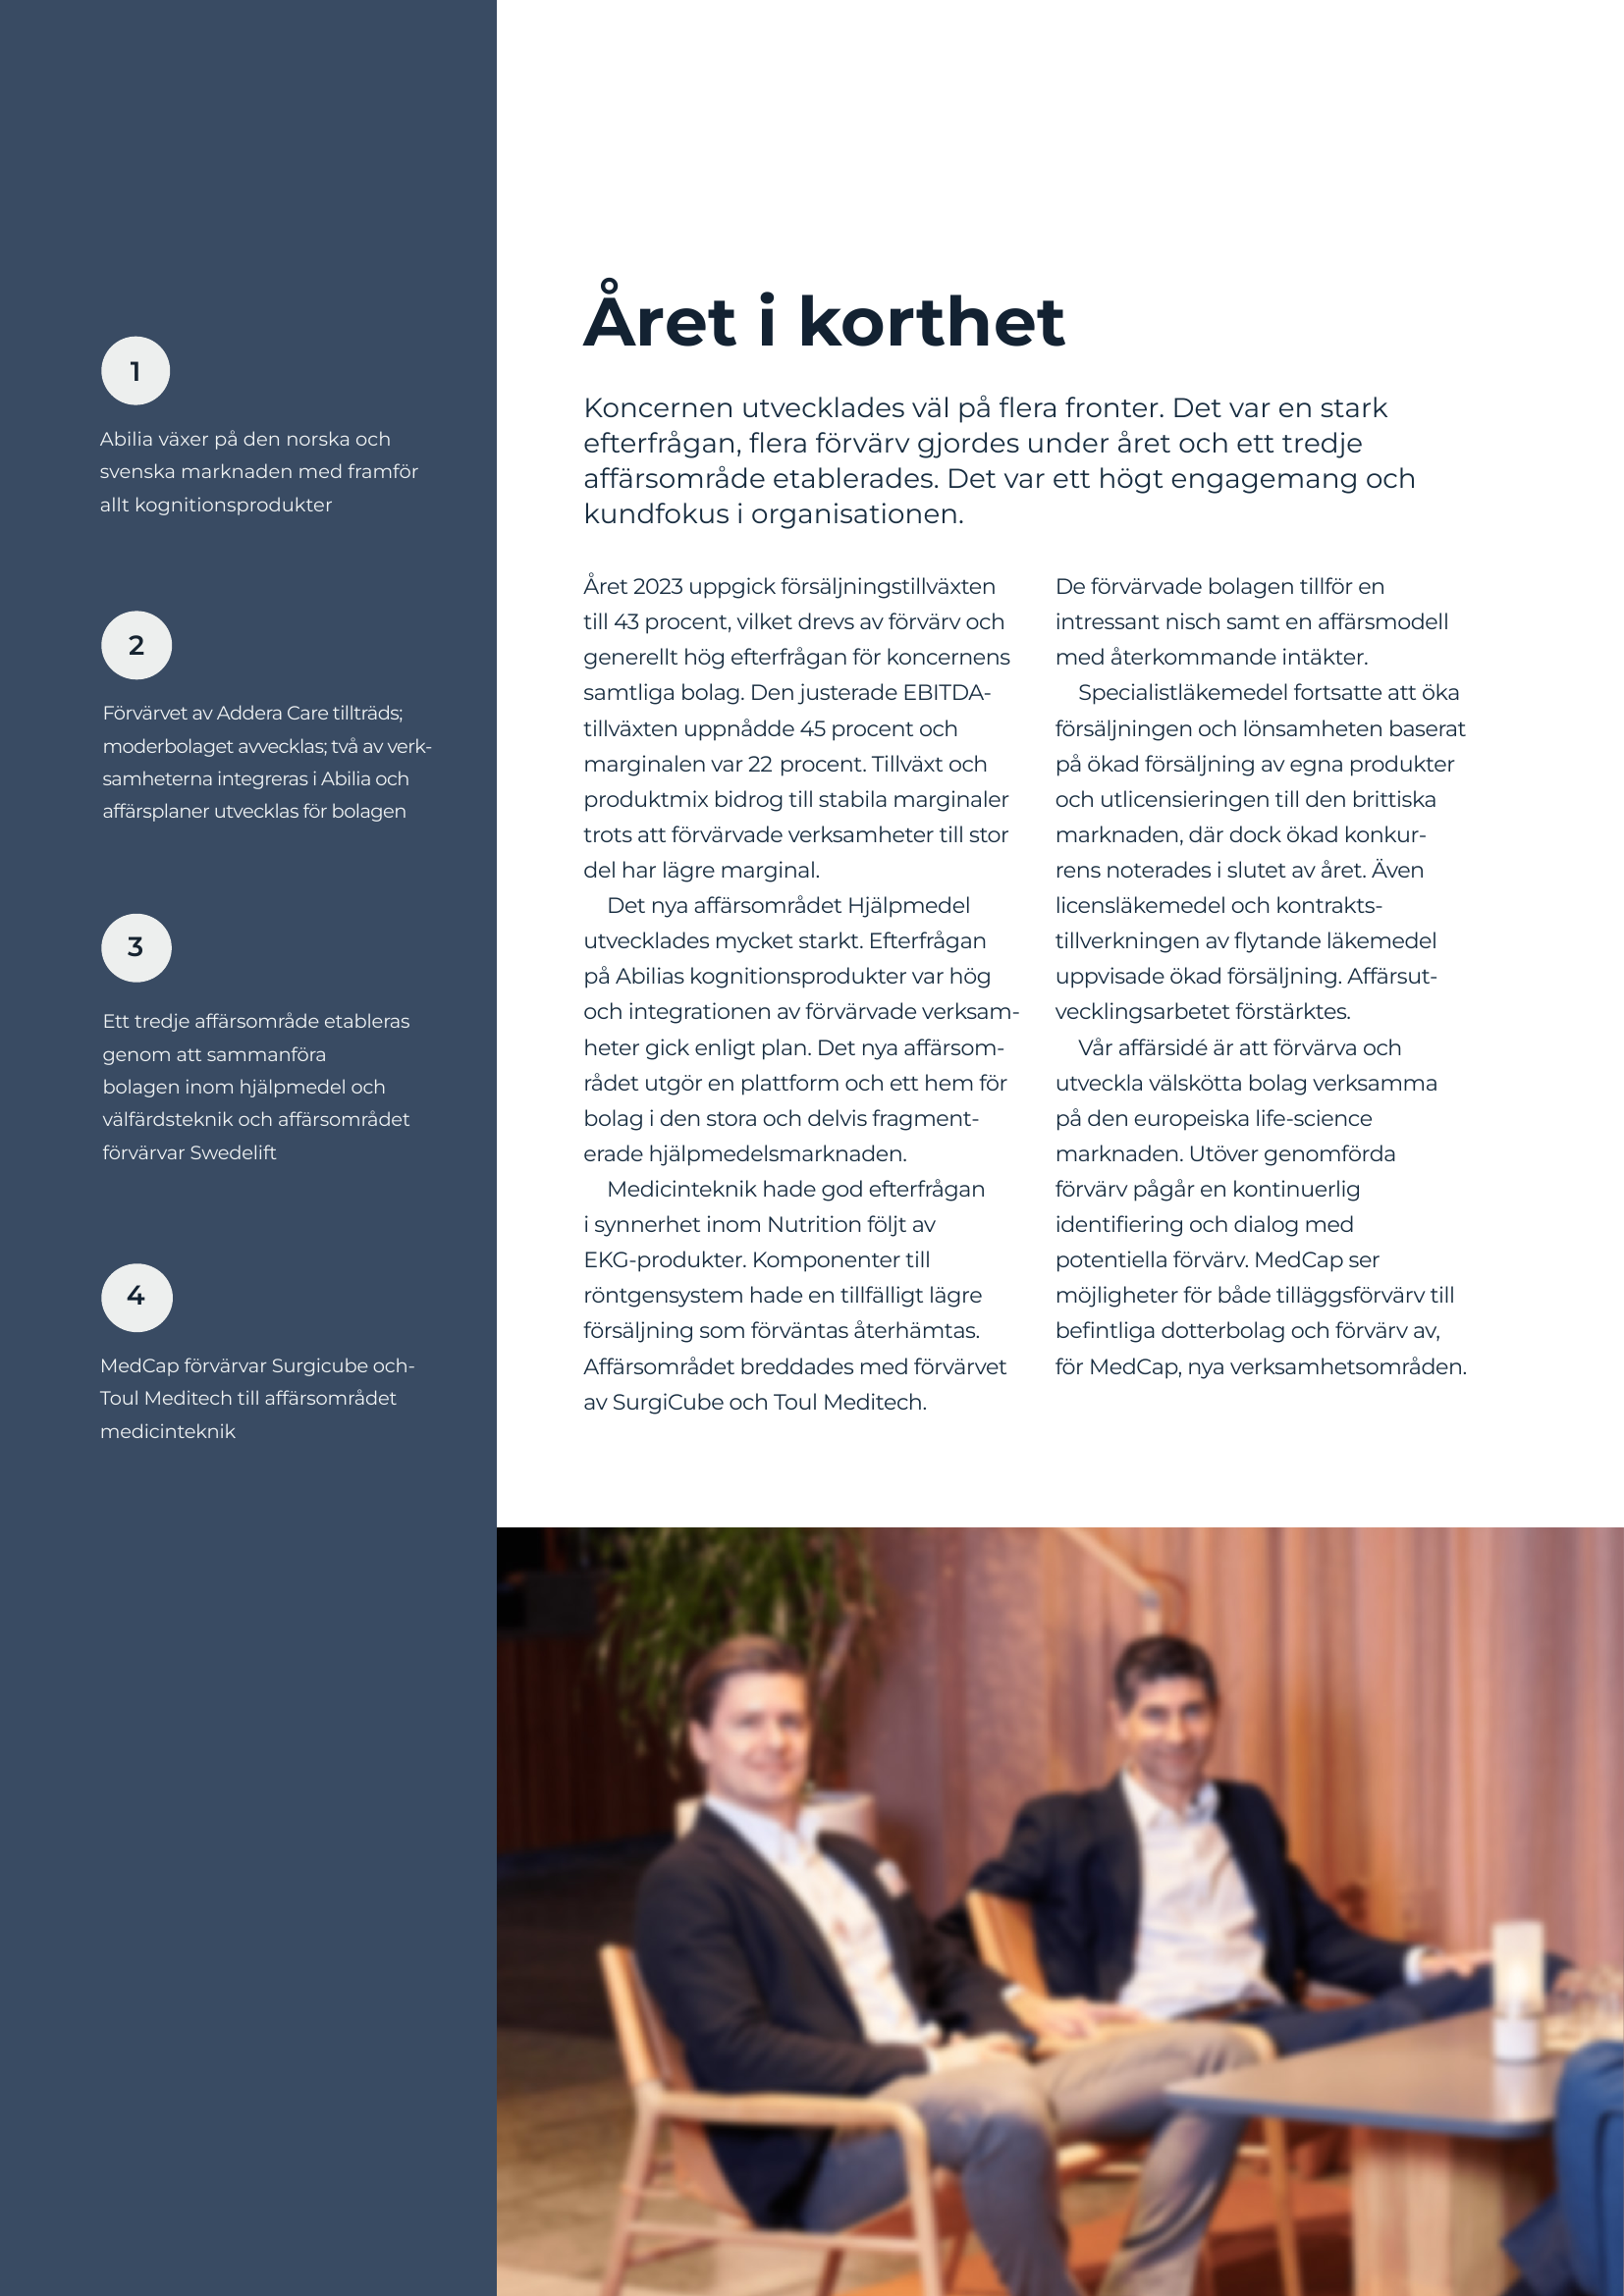 1
Abilia växer på den norska och
svenska marknaden med framför
allt kognitionsprodukter
2
Förvärvet av Addera Care tillträds;
moderbolaget avvecklas; två av verk-
samheterna integreras i Abilia och
affärsplaner utvecklas för bolagen
3
Ett tredje affärsområde etableras
genom att sammanföra
bolagen inom hjälpmedel och
välfärdsteknik och affärsområdet
förvärvar Swedelift
4
MedCap förvärvar Surgicube och-
Toul Meditech till affärsområdet
medicinteknik
Året i korthet
Koncernen utvecklades väl på flera fronter. Det var en stark
efterfrågan, flera förvärv gjordes under året och ett tredje
affärsområde etablerades. Det var ett högt engagemang och
kundfokus i organisationen.
Året 2023 uppgick försäljningstillväxten
till 43 procent, vilket drevs av förvärv och
generellt hög efterfrågan för koncernens
samtliga bolag. Den justerade EBITDA-
tillväxten uppnådde 45 procent och
marginalen var 22 procent. Tillväxt och
produktmix bidrog till stabila marginaler
trots att förvärvade verksamheter till stor
del har lägre marginal.
Det nya affärsområdet Hjälpmedel
utvecklades mycket starkt. Efterfrågan
på Abilias kognitionsprodukter var hög
och integrationen av förvärvade verksam-
heter gick enligt plan. Det nya affärsom-
rådet utgör en plattform och ett hem för
bolag i den stora och delvis fragment-
erade hjälpmedelsmarknaden.
Medicinteknik hade god efterfrågan
i synnerhet inom Nutrition följt av
EKG-produkter. Komponenter till
röntgensystem hade en tillfälligt lägre
försäljning som förväntas återhämtas.
Affärsområdet breddades med förvärvet
av SurgiCube och Toul Meditech.
De förvärvade bolagen tillför en
intressant nisch samt en affärsmodell
med återkommande intäkter.
Specialistläkemedel fortsatte att öka
försäljningen och lönsamheten baserat
på ökad försäljning av egna produkter
och utlicensieringen till den brittiska
marknaden, där dock ökad konkur-
rens noterades i slutet av året. Även
licensläkemedel och kontrakts-
tillverkningen av flytande läkemedel
uppvisade ökad försäljning. Affärsut-
vecklingsarbetet förstärktes.
Vår affärsidé är att förvärva och
utveckla välskötta bolag verksamma
på den europeiska life-science
marknaden. Utöver genomförda
förvärv pågår en kontinuerlig
identifiering och dialog med
potentiella förvärv. MedCap ser
möjligheter för både tilläggsförvärv till
befintliga dotterbolag och förvärv av,
för MedCap, nya verksamhetsområden.